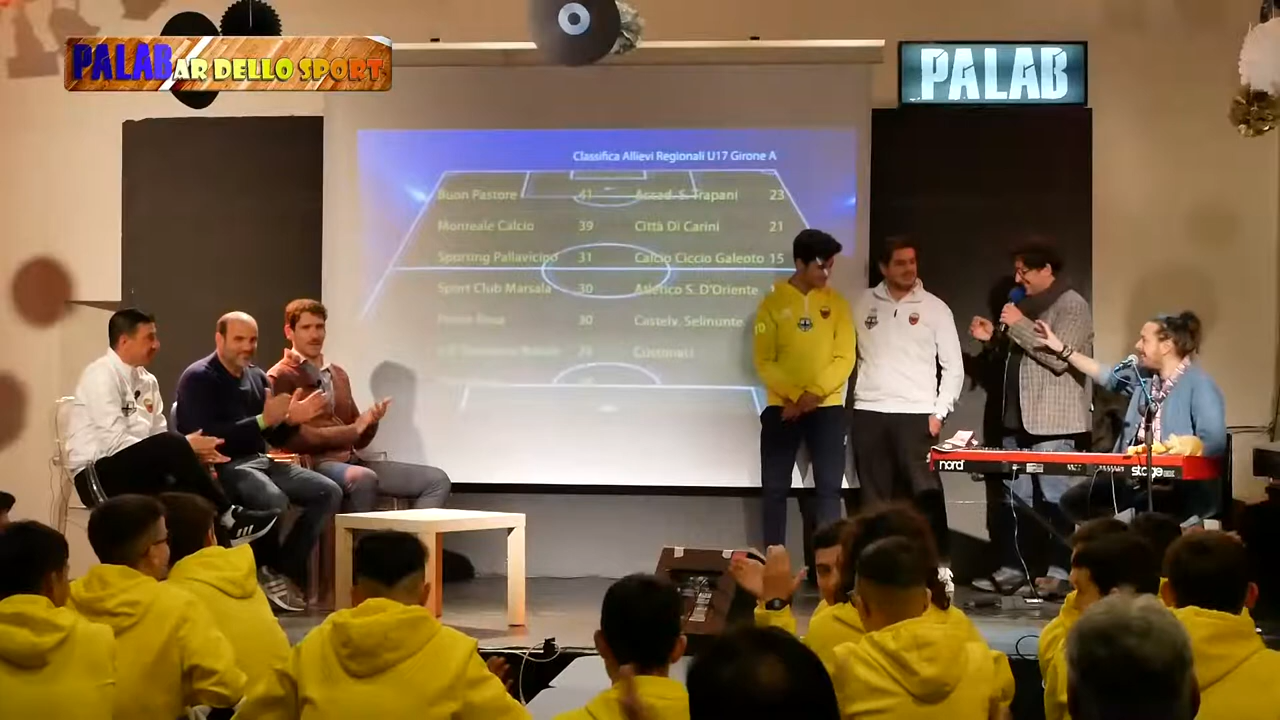 PALABAR DELLO SPORT
PALAB
Classifica Allievi Regionali U17 Girone A
Buon Pastore 41 Accad. S. Trapani 23
Monreale Calcio 39 Città Di Carini 21
Sporting Pallavicino 31 Calcio Ciccio Galeoto 15
Sport Club Marsala 30 Atletico S. D'Oriente
30 Castelv. Selinunte
nord stage